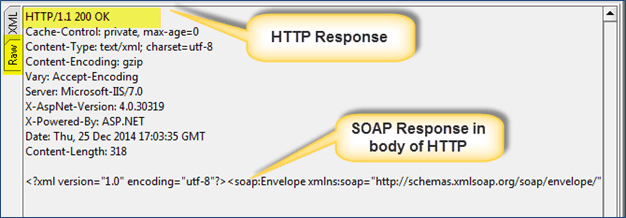 XML
Raw
HTTP/1.1 200 OK
Cache-Control: private, max-age=0
Content-Type: text/xml; charset=utf-8
Content-Encoding: gzip
Vary: Accept-Encoding
Server: Microsoft-IIS/7.0
X-AspNet-Version: 4.0.30319
X-Powered-By: ASP.NET
Date: Thu, 25 Dec 2014 17:03:35 GMT
Content-Length: 318
<?xml version="1.0" encoding="utf-8"?><soap:Envelope xmlns:soap="http://schemas.xmlsoap.org/soap/envelope/"
HTTP Response
SOAP Response in
body of HTTP